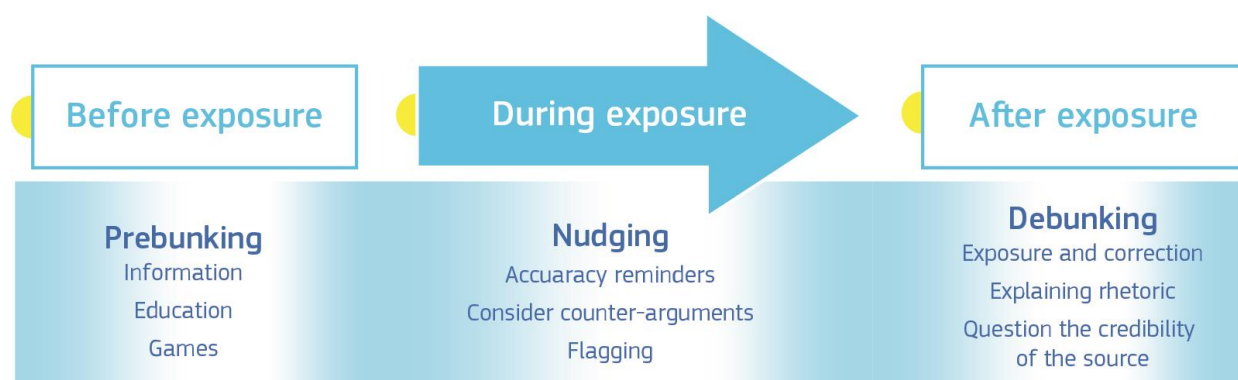 Before exposure
Prebunking
Information
Education
Games
During exposure
Nudging
Accuaracy reminders
Consider counter-arguments
Flagging
After exposure
Debunking
Exposure and correction
Explaining rhetoric
Question the credibility
of the source